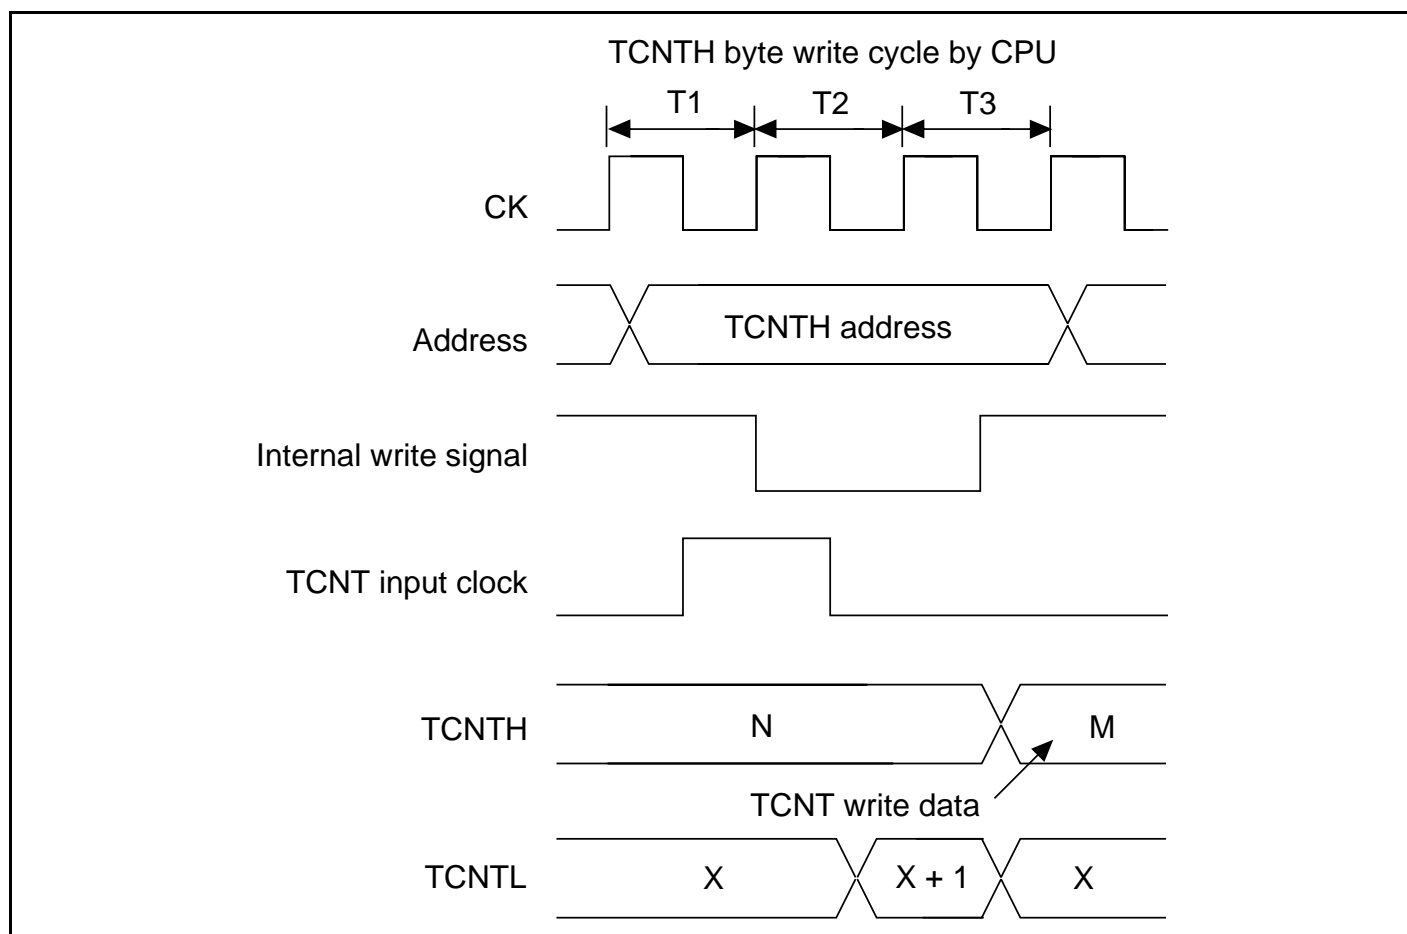 TCNTH byte write cycle by CPU
T1 T2 T3
CK
Address TCNTH address
Internal write signal
TCNT input clock
TCNTH N M
TCNT write data
TCNTL X X + 1 X